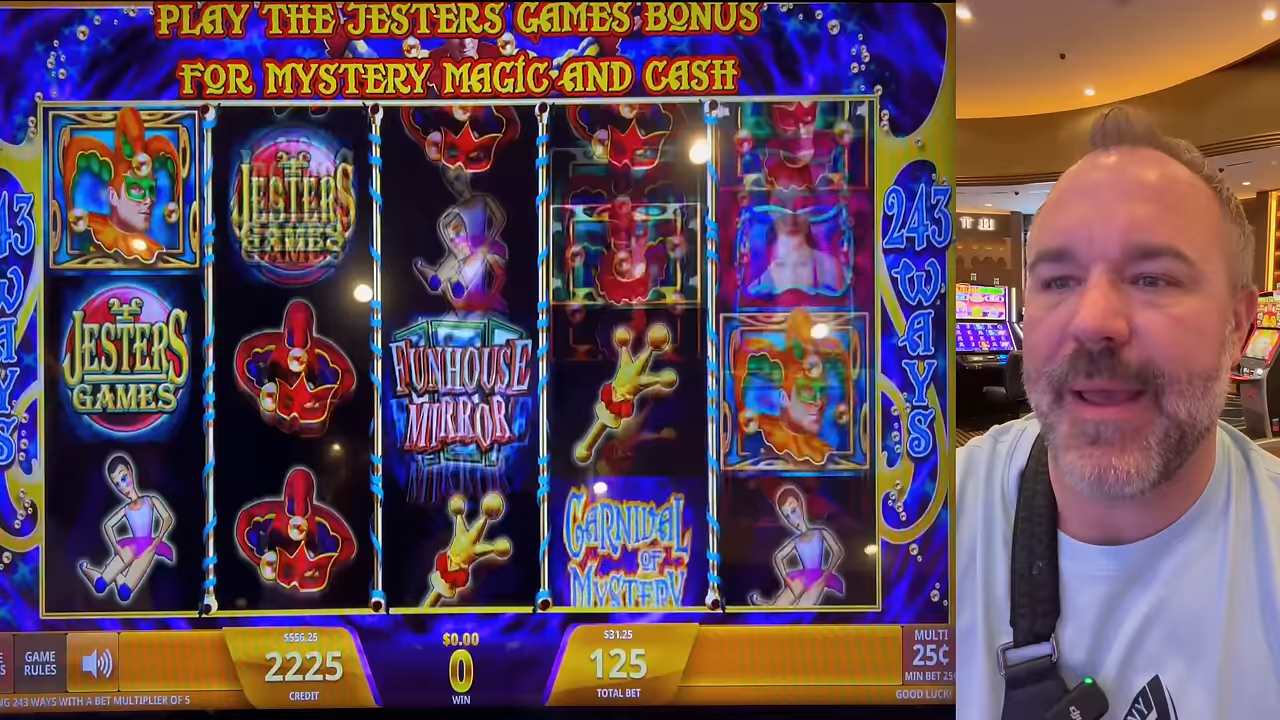 PLAY THE JESTERS GAMES BONUS
FOR MYSTERY MAGIC AND CASH
243
WAYS
243
WAYS
JESTERS
GAMES
JESTERS
GAMES
FUNHOUSE
MIRROR
CARNIVAL
OF
MYSTERY
GAME
RULES
$556.25
2225
CREDIT
$0.00
0
WIN
$31.25
125
TOTAL BET
MULTI
25¢
MIN BET 25
GOOD LUCK!
243 WAYS WITH A BET MULTIPLIER OF 5